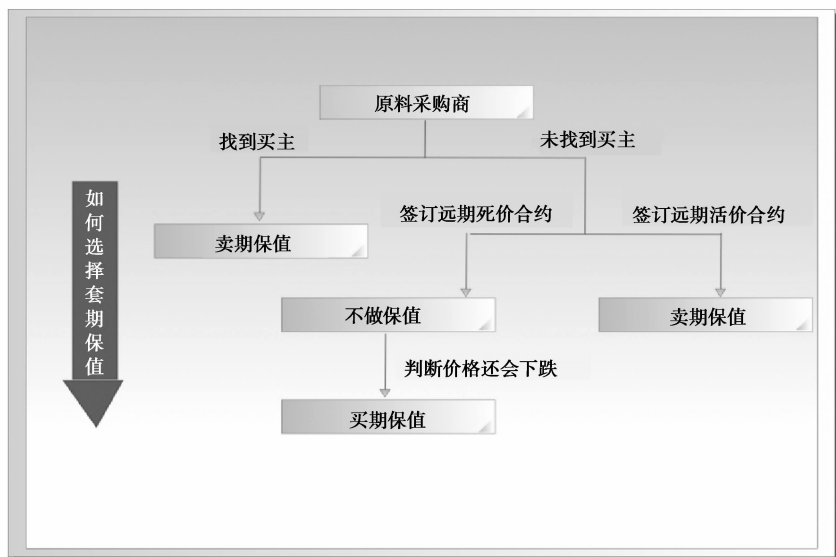 原料采购商
找到买主
未找到买主
签订远期死价合约
签订远期活价合约
卖期保值
不做保值
卖期保值
判断价格还会下跌
买期保值
如何选择套期保值